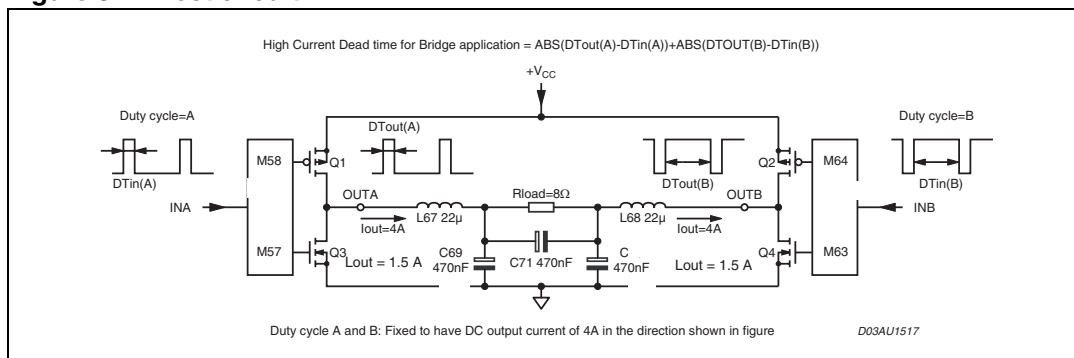 High Current Dead time for Bridge application = ABS(DTout(A)-DTin(A))+ABS(DTOUT(B)-DTin(B))
+VCC
Duty cycle=A
Duty cycle=B
DTout(A)
M58
Q1
Q2
M64
DTin(A)
DTout(B)
DTin(B)
OUTA
Rload=8Ω
OUTB
INA
INB
L67 22µ
L68 22µ
Iout=4A
Iout=4A
M57
Q3
Q4
M63
C69
470nF
C71 470nF
C
470nF
Lout = 1.5 A
Lout = 1.5 A
Duty cycle A and B: Fixed to have DC output current of 4A in the direction shown in figure
D03AU1517